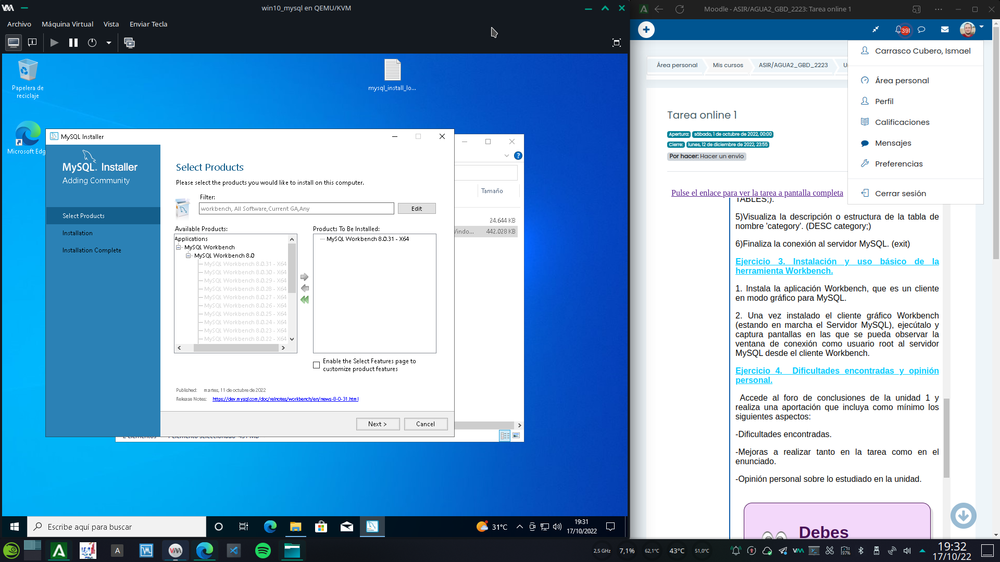 win10_mysql en QEMU/KVM
Archivo Máquina Virtual Vista Enviar Tecla
Papelera de
reciclaje
mysql_install_lo...
Microsoft Edg
MySQL Installer
MySQL. Installer
Adding Community
Select Products
Installation
Installation Complete
Select Products
Please select the products you would like to install on this computer.
Filter:
workbench, All Software,Current GA,Any
Edit
Available Products:
Products To Be Installed:
Applications
MySQL Workbench
MySQL Workbench 8.0
MySQL Workbench 8.0.31 - X64
MySQL Workbench 8.0.30 - X64
MySQL Workbench 8.0.29 - X64
MySQL Workbench 8.0.28 - X64
MySQL Workbench 8.0.27 - X64
MySQL Workbench 8.0.26 - X64
MySQL Workbench 8.0.25 - X64
MySQL Workbench 8.0.24 - X64
MySQL Workbench 8.0.23 - X64
MySQL Workbench 8.0.22 - X64
MySQL Workbench 8.0.31 - X64
Enable the Select Features page to
customize product features
Published: martes, 11 de octubre de 2022
Release Notes: https://dev.mysql.com/doc/relnotes/workbench/en/news-8-0-31.html
Next >
Cancel
Tamaño
24.644 KB
/indo... 442.028 KB
2 elementos 1 elemento seleccionado 431 MB
Escribe aquí para buscar
31°C
19:31
17/10/2022
Moodle - ASIR/AGUA2_GBD_2223: Tarea online 1
391
Área personal
Mis cursos
ASIR/AGUA2_GBD_2223
Carrasco Cubero, Ismael
Área personal
Perfil
Calificaciones
Mensajes
Preferencias
Cerrar sesión
Tarea online 1
Apertura: sábado, 1 de octubre de 2022, 00:00
Cierre: lunes, 12 de diciembre de 2022, 23:55
Por hacer: Hacer un envío
Pulse el enlace para ver la tarea a pantalla completa
TABLES;).
5)Visualiza la descripción o estructura de la tabla de
nombre 'category'. (DESC category;)
6)Finaliza la conexión al servidor MySQL. (exit)
Ejercicio 3. Instalación y uso básico de la
herramienta Workbench.
1. Instala la aplicación Workbench, que es un cliente
en modo gráfico para MySQL.
2. Una vez instalado el cliente gráfico Workbench
(estando en marcha el Servidor MySQL), ejecútalo y
captura pantallas en las que se pueda observar la
ventana de conexión como usuario root al servidor
MySQL desde el cliente Workbench.
Ejercicio 4. Dificultades encontradas y opinión
personal.
Accede al foro de conclusiones de la unidad 1 y
realiza una aportación que incluya como mínimo los
siguientes aspectos:
-Dificultades encontradas.
-Mejoras a realizar tanto en la tarea como en el
enunciado.
-Opinión personal sobre lo estudiado en la unidad.
Debes
2,5 GHz 7,1% 62,1°C 43°C 51,0°C
97%
19:32
17/10/22